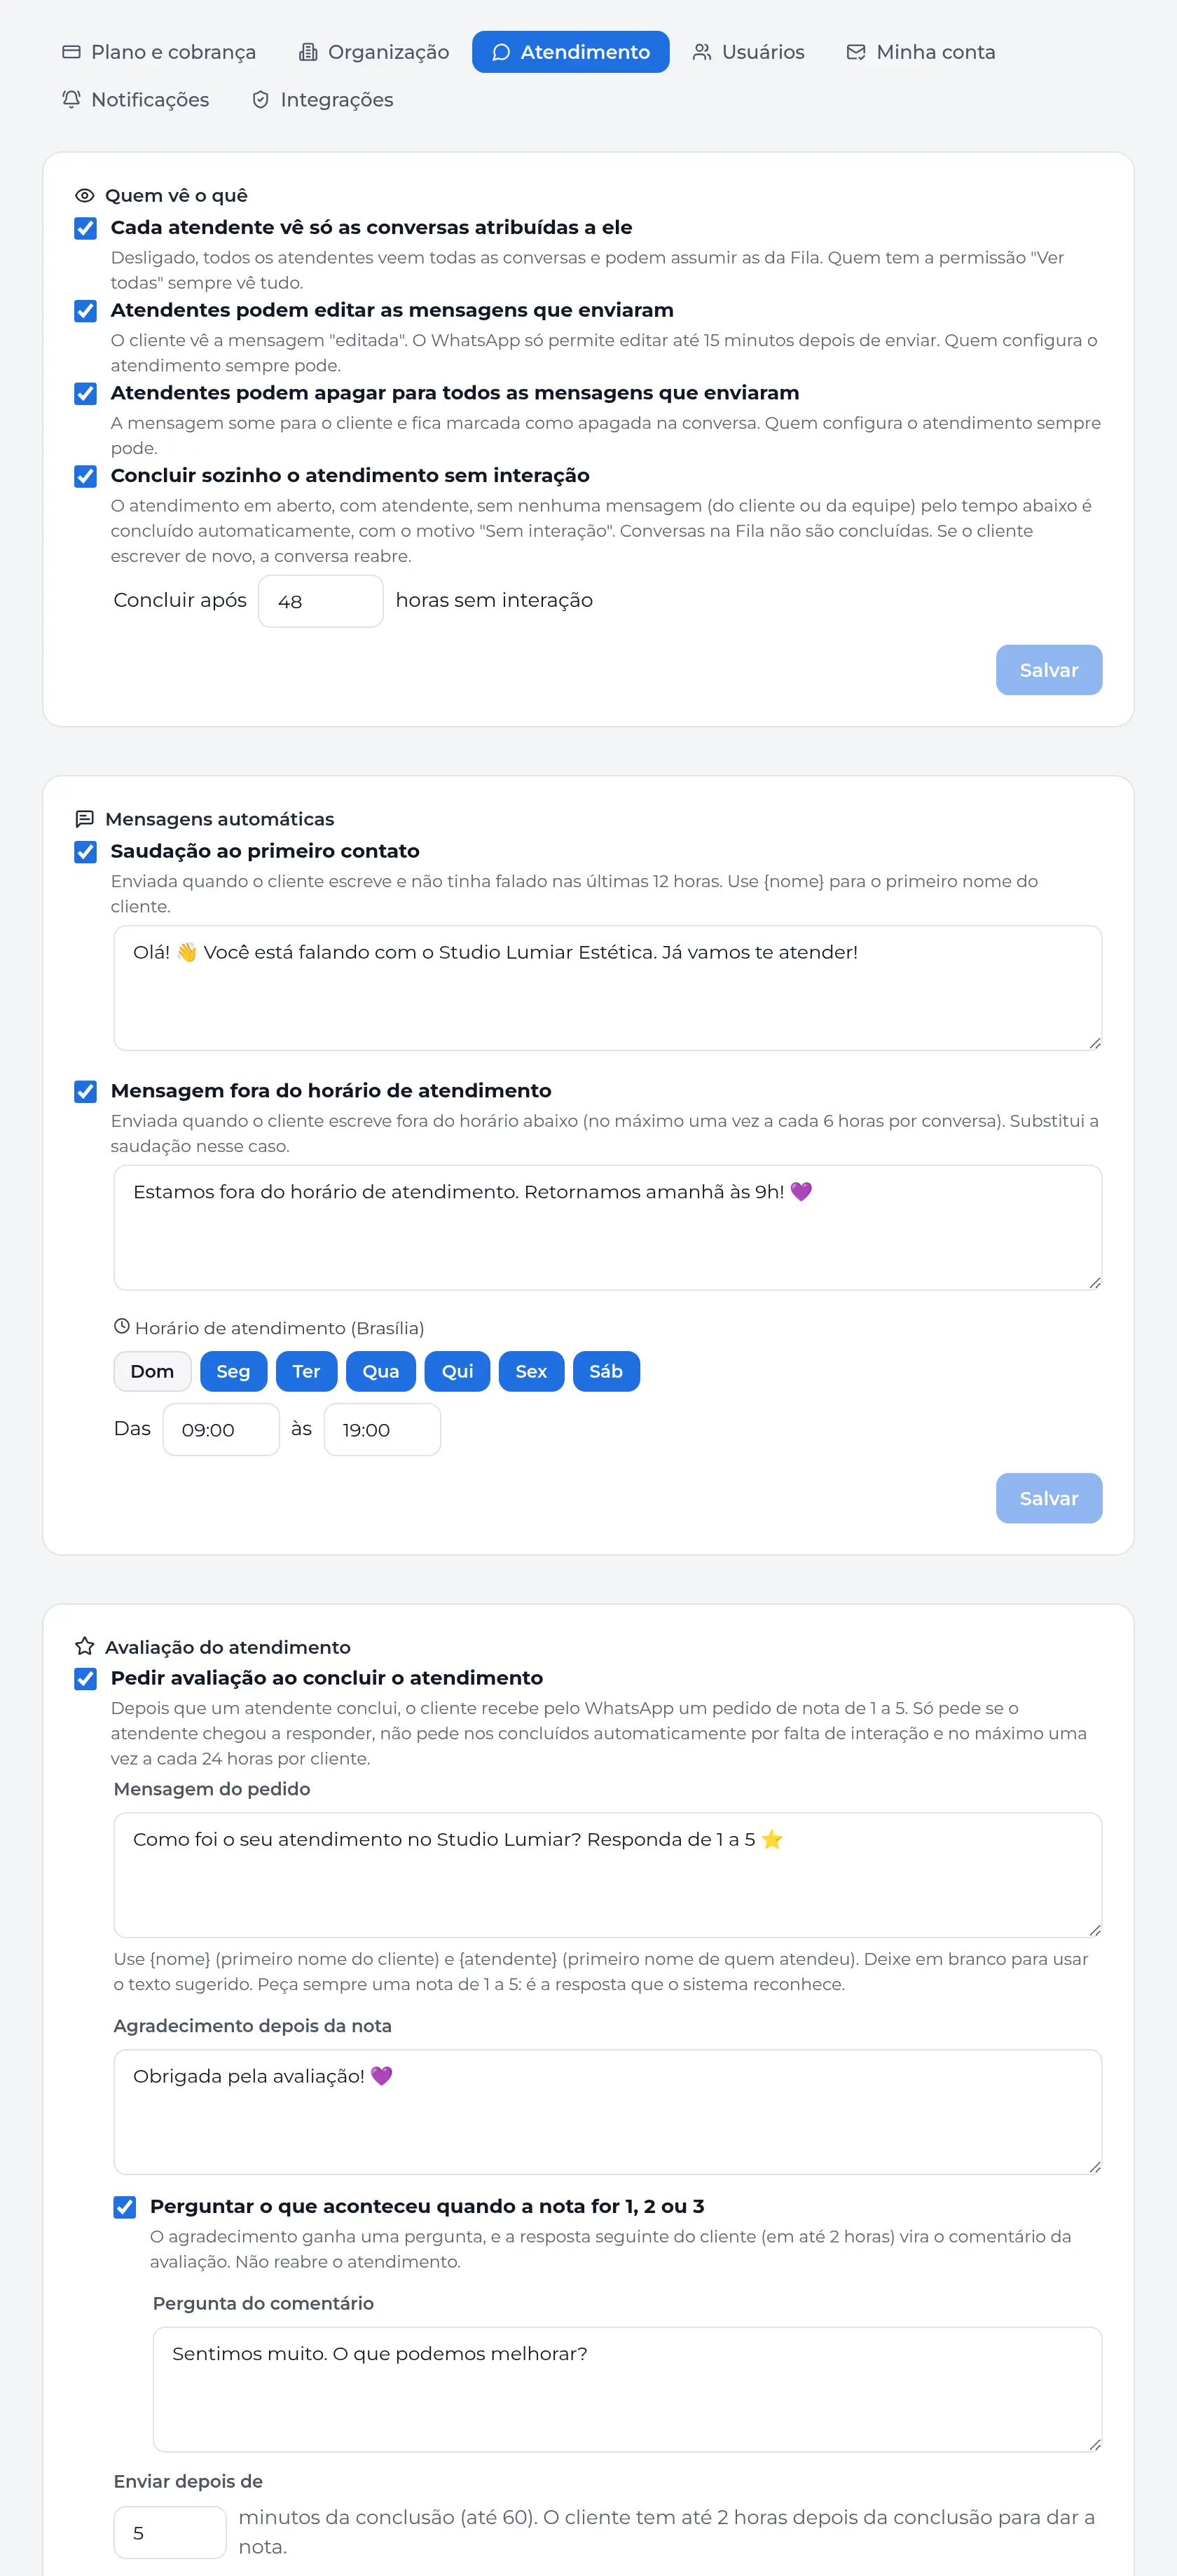 Plano e cobrança
Organização
Atendimento
Usuários
Minha conta
Notificações
Integrações
Quem vê o quê
Cada atendente vê só as conversas atribuídas a ele
Desligado, todos os atendentes veem todas as conversas e podem assumir as da Fila. Quem tem a permissão "Ver
todas" sempre vê tudo.
Atendentes podem editar as mensagens que enviaram
O cliente vê a mensagem "editada". O WhatsApp só permite editar até 15 minutos depois de enviar. Quem configura o
atendimento sempre pode.
Atendentes podem apagar para todos as mensagens que enviaram
A mensagem some para o cliente e fica marcada como apagada na conversa. Quem configura o atendimento sempre
pode.
Concluir sozinho o atendimento sem interação
O atendimento em aberto, com atendente, sem nenhuma mensagem (do cliente ou da equipe) pelo tempo abaixo é
concluído automaticamente, com o motivo "Sem interação". Conversas na Fila não são concluídas. Se o cliente
escrever de novo, a conversa reabre.
Concluir após 48 horas sem interação
Salvar
Mensagens automáticas
Saudação ao primeiro contato
Enviada quando o cliente escreve e não tinha falado nas últimas 12 horas. Use {nome} para o primeiro nome do
cliente.
Olá! 👋 Você está falando com o Studio Lumiar Estética. Já vamos te atender!
Mensagem fora do horário de atendimento
Enviada quando o cliente escreve fora do horário abaixo (no máximo uma vez a cada 6 horas por conversa). Substitui a
saudação nesse caso.
Estamos fora do horário de atendimento. Retornamos amanhã às 9h! 💜
Horário de atendimento (Brasília)
Dom Seg Ter Qua Qui Sex Sáb
Das 09:00 às 19:00
Salvar
Avaliação do atendimento
Pedir avaliação ao concluir o atendimento
Depois que um atendente conclui, o cliente recebe pelo WhatsApp um pedido de nota de 1 a 5. Só pede se o
atendente chegou a responder, não pede nos concluídos automaticamente por falta de interação e no máximo uma
vez a cada 24 horas por cliente.
Mensagem do pedido
Como foi o seu atendimento no Studio Lumiar? Responda de 1 a 5 ⭐
Use {nome} (primeiro nome do cliente) e {atendente} (primeiro nome de quem atendeu). Deixe em branco para usar
o texto sugerido. Peça sempre uma nota de 1 a 5: é a resposta que o sistema reconhece.
Agradecimento depois da nota
Obrigada pela avaliação! 💜
Perguntar o que aconteceu quando a nota for 1, 2 ou 3
O agradecimento ganha uma pergunta, e a resposta seguinte do cliente (em até 2 horas) vira o comentário da
avaliação. Não reabre o atendimento.
Pergunta do comentário
Sentimos muito. O que podemos melhorar?
Enviar depois de
5 minutos da conclusão (até 60). O cliente tem até 2 horas depois da conclusão para dar a
nota.